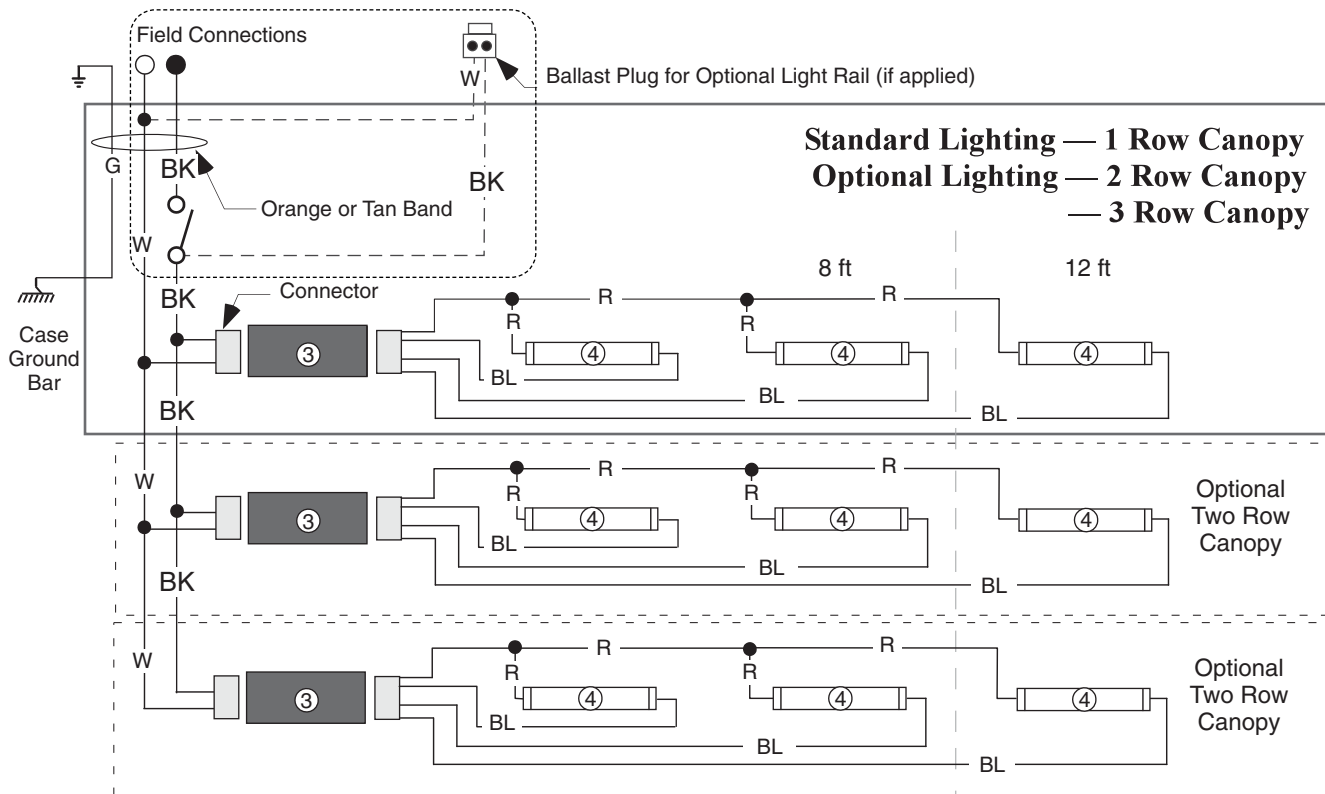 Field Connections
W
Ballast Plug for Optional Light Rail (if applied)
Standard Lighting — 1 Row Canopy
Optional Lighting — 2 Row Canopy
— 3 Row Canopy
G
BK
BK
Orange or Tan Band
W
8 ft
12 ft
BK
Connector
Case
Ground
Bar
R
R
R
R
3
4
4
4
BL
BL
BL
BK
W
R
R
R
R
3
4
4
4
BL
BL
BL
Optional
Two Row
Canopy
BK
W
R
R
R
R
3
4
4
4
BL
BL
BL
Optional
Two Row
Canopy